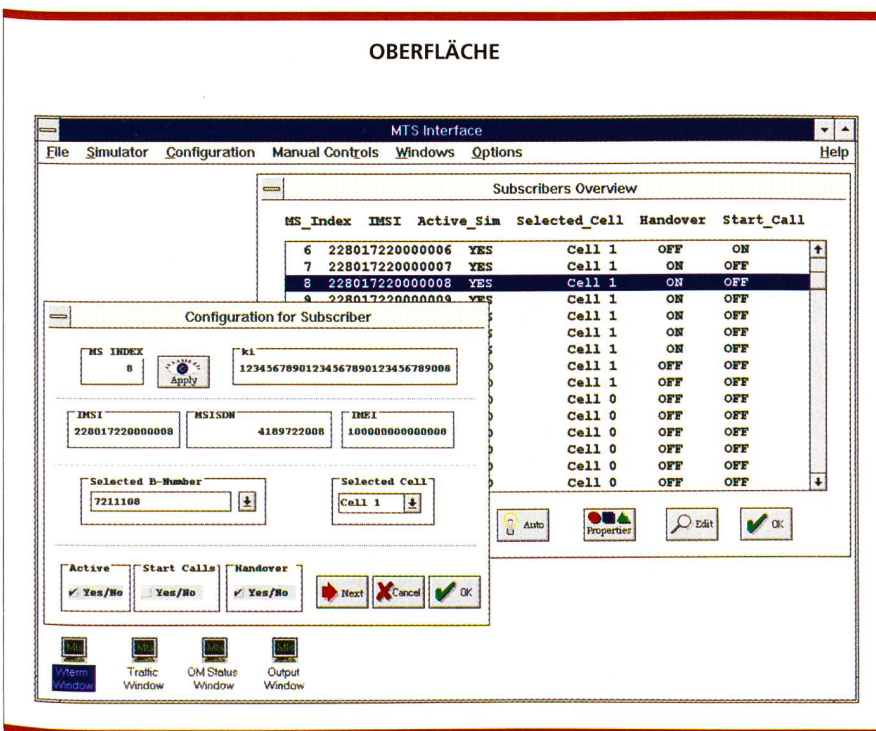 OBERFLÄCHE
MTS Interface
File Simulator Configuration Manual Controls Windows Options Help
Subscribers Overview
MS_Index IMSI Active_Sim Selected_Cell Handover Start_Call
6 228017220000006 YES Cell 1 OFF ON
7 228017220000007 YES Cell 1 ON OFF
8 228017220000008 YES Cell 1 ON OFF
9 228017220000009 YES Cell 1 ON OFF
Cell 1 ON OFF
Cell 1 ON OFF
Cell 1 ON OFF
Cell 1 OFF OFF
Cell 1 OFF OFF
Cell 0 OFF OFF
Cell 0 OFF OFF
Cell 0 OFF OFF
Cell 0 OFF OFF
Cell 0 OFF OFF
Cell 0 OFF OFF
Auto Properties Edit OK
Configuration for Subscriber
MS INDEX ki
8 12345678901234567890123456789008
Apply
IMSI MSISDN IMEI
228017220000008 4189722008 100000000000000
Selected B-Number Selected Cell
7211108 Cell 1
Active Start Calls Handover
Yes/No Yes/No Yes/No Next Cancel OK
Wterm Window
Traffic Window
OM Status Window
Output Window